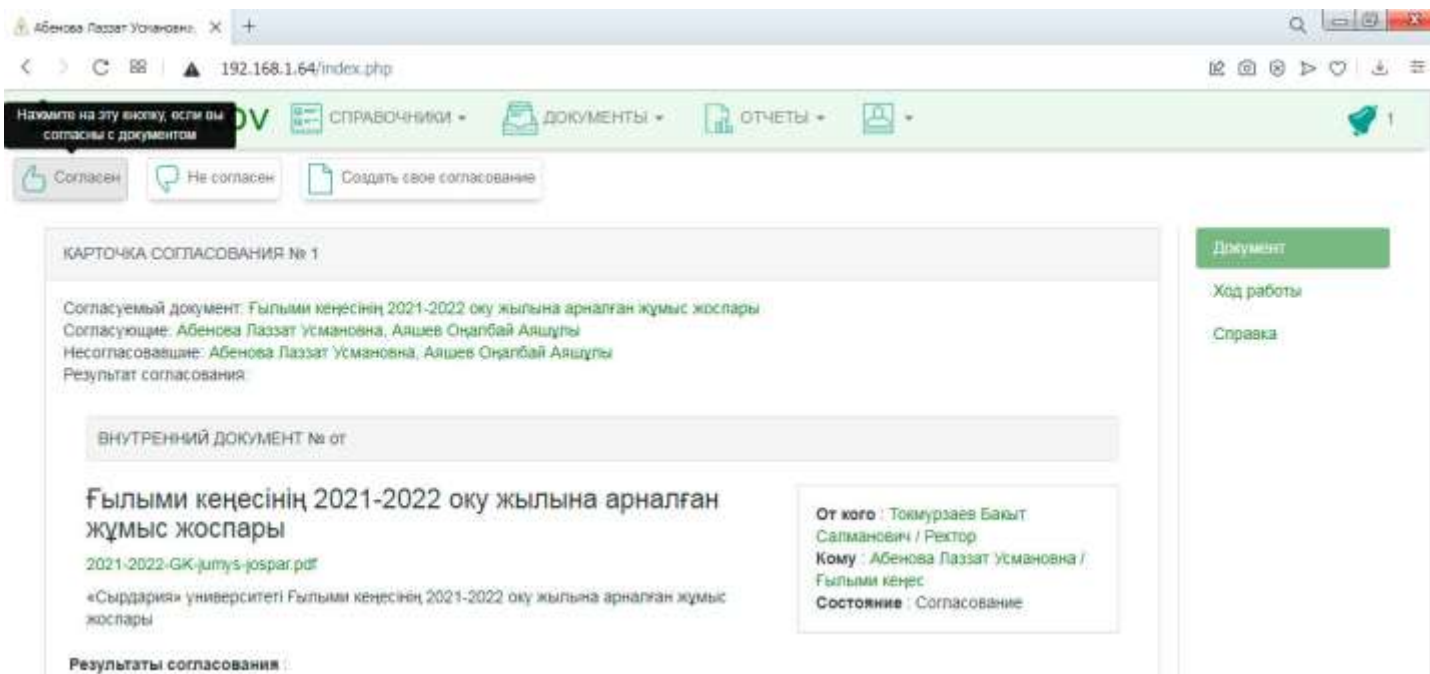 Абенова Лаззат Усмановна,
192.168.1.64/index.php
Нажмите на эту кнопку, если вы
согласны с документом
OV СПРАВОЧНИКИ ДОКУМЕНТЫ ОТЧЕТЫ 1
Согласен Не согласен Создать свое согласование
КАРТОЧКА СОГЛАСОВАНИЯ № 1
Документ
Ход работы
Справка
Согласуемый документ: Ғылыми кеңесінің 2021-2022 оқу жылына арналған жұмыс жоспары
Согласующие: Абенова Лаззат Усмановна, Аяшев Оңалбай Аяшұлы
Несогласовавшие: Абенова Лаззат Усмановна, Аяшев Оңалбай Аяшұлы
Результат согласования:
ВНУТРЕННИЙ ДОКУМЕНТ № от
Ғылыми кеңесінің 2021-2022 оқу жылына арналған
жұмыс жоспары
2021-2022-GK-jumys-jospar.pdf
«Сырдария» университеті Ғылыми кеңесінің 2021-2022 оқу жылына арналған жұмыс
жоспары
От кого : Токмурзаев Бакыт
Салманович / Ректор
Кому : Абенова Лаззат Усмановна /
Ғылыми кеңес
Состояние : Согласование
Результаты согласования :